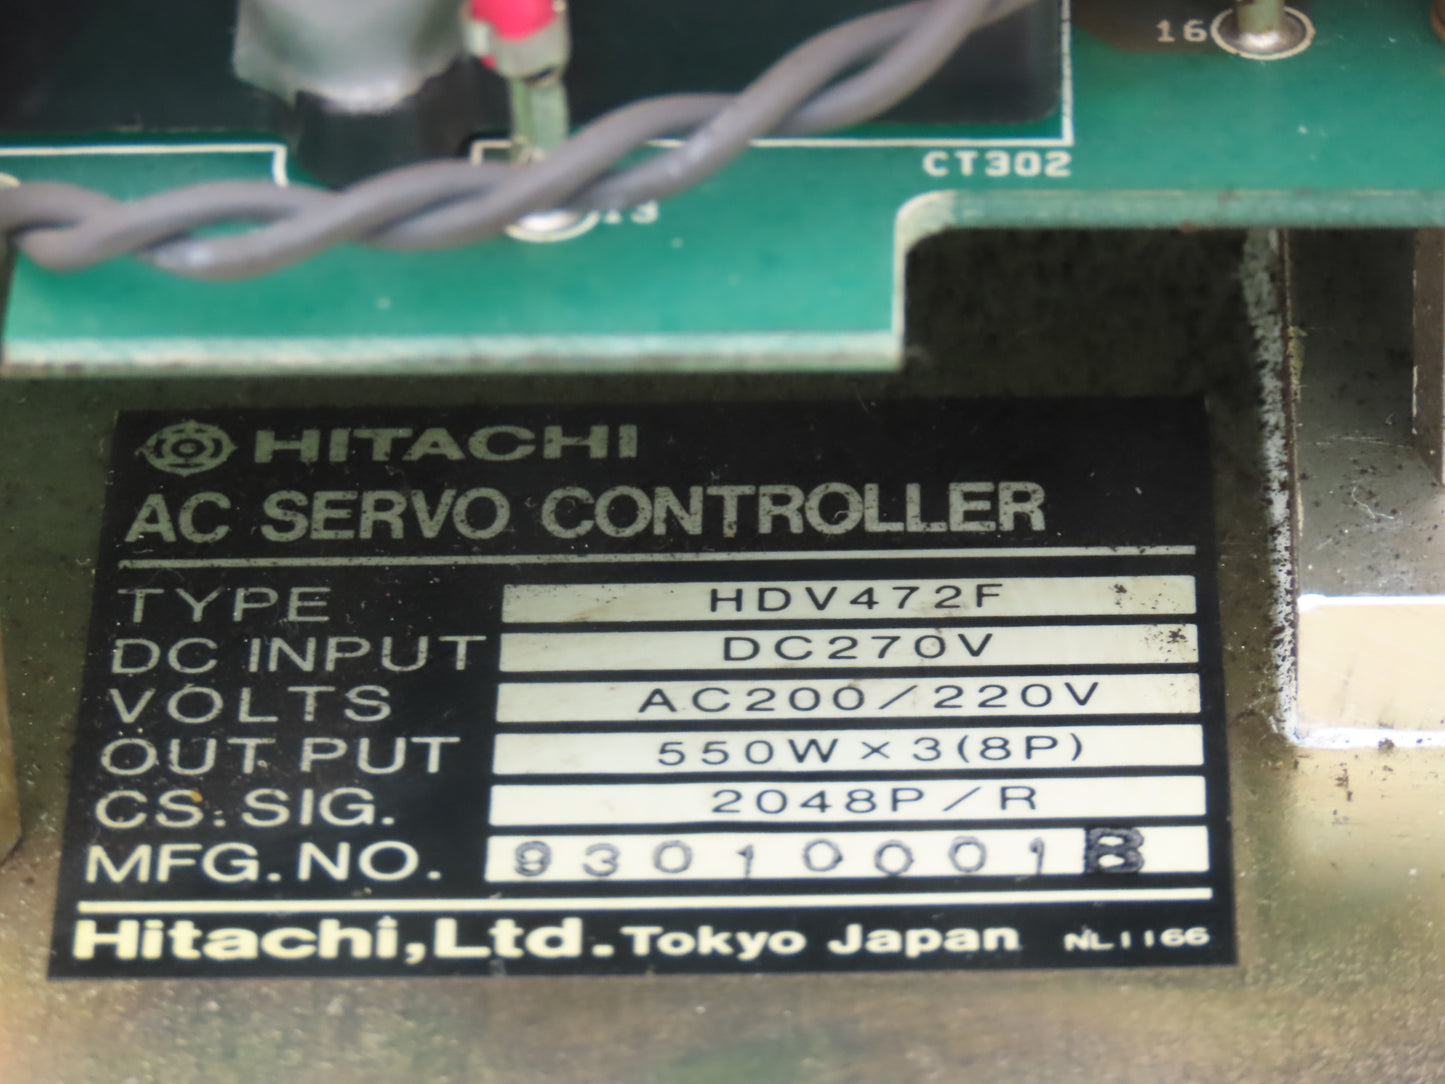 16
CT302
13
HITACHI
AC SERVO CONTROLLER
TYPE HDV472F
DC INPUT DC270V
VOLTS AC200/220V
OUT PUT 550W×3(8P)
CS. SIG. 2048P/R
MFG. NO. 93010001B
Hitachi, Ltd. Tokyo Japan NL1166